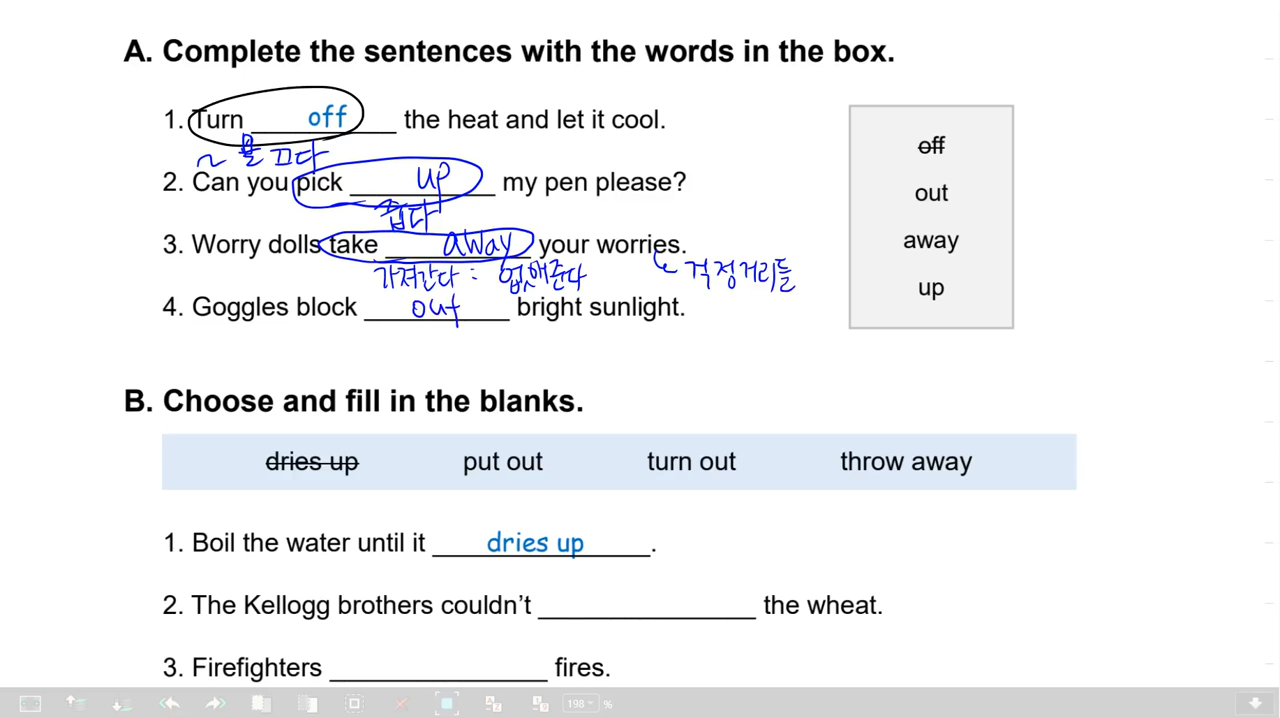 A. Complete the sentences with the words in the box.
1. Turn off the heat and let it cool.
~ 을 끄다
2. Can you pick up my pen please?
줍다
3. Worry dolls take away your worries.
가져간다 : 없애준다
걱정거리들
4. Goggles block out bright sunlight.
off
out
away
up
B. Choose and fill in the blanks.
dries up put out turn out throw away
1. Boil the water until it dries up.
2. The Kellogg brothers couldn’t ________ the wheat.
3. Firefighters ________ fires.
198 %